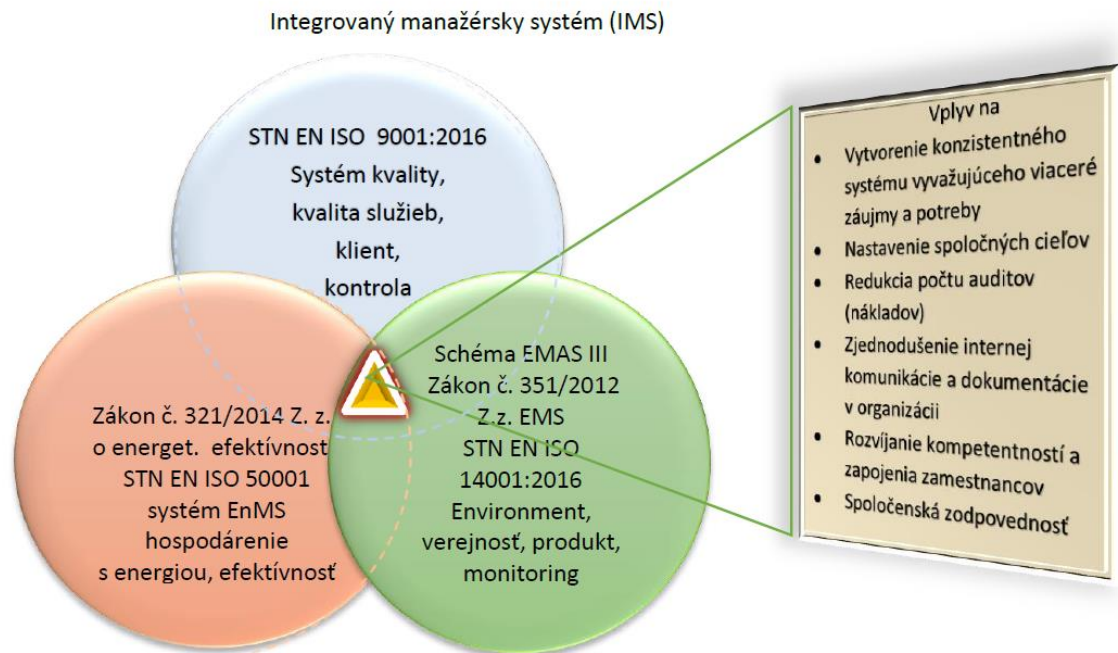 Integrovaný manažérsky systém (IMS)
STN EN ISO 9001:2016
Systém kvality,
kvalita služieb,
klient,
kontrola
Zákon č. 321/2014 Z. z.
o energet. efektívnosť
STN EN ISO 50001
systém EnMS
hospodárenie
s energiou, efektívnosť
Schéma EMAS III
Zákon č. 351/2012
Z.z. EMS
STN EN ISO
14001:2016
Environment,
verejnosť, produkt,
monitoring
Vplyv na
• Vytvorenie konzistentného
systému vyvažujúceho viaceré
záujmy a potreby
• Nastavenie spoločných cieľov
• Redukcia počtu auditov
(nákladov)
• Zjednodušenie internej
komunikácie a dokumentácie
v organizácii
• Rozvíjanie kompetentností a
zapojenia zamestnancov
• Spoločenská zodpovednosť